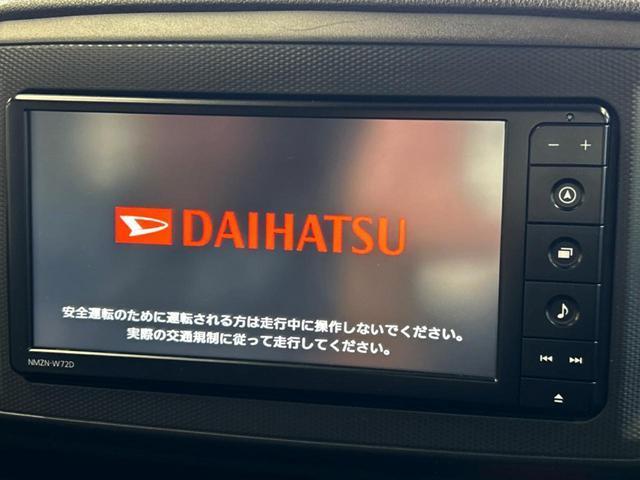 DAIHATSU
安全運転のために運転される方は走行中に操作しないでください。
実際の交通規制に従って走行してください。
NMZN-W72D